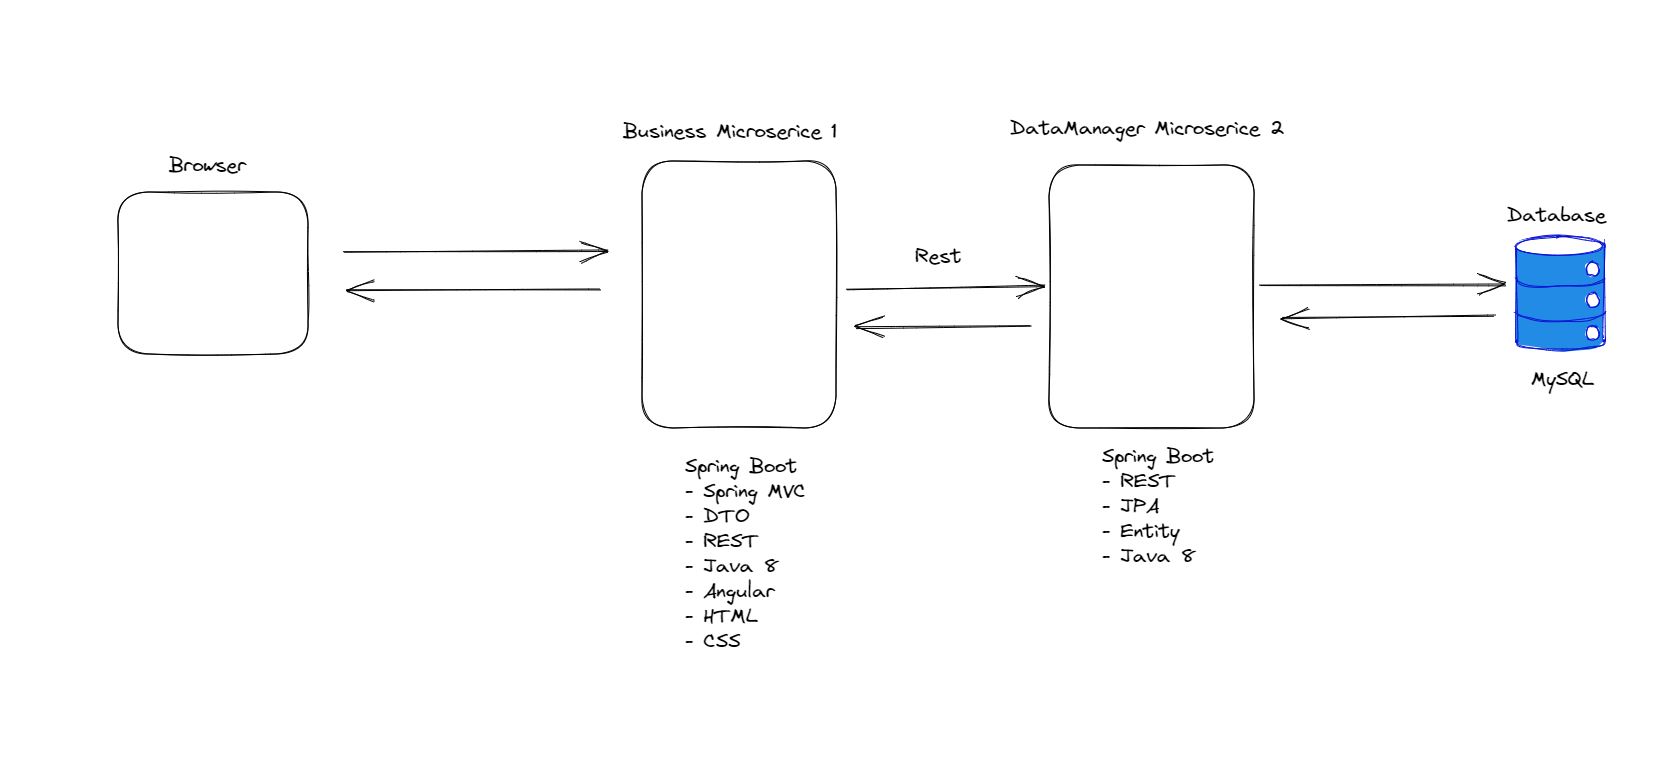 Browser
Business Microserice 1
DataManager Microserice 2
Rest
Database
MySQL
Spring Boot
- Spring MVC
- DTO
- REST
- Java 8
- Angular
- HTML
- CSS
Spring Boot
- REST
- JPA
- Entity
- Java 8